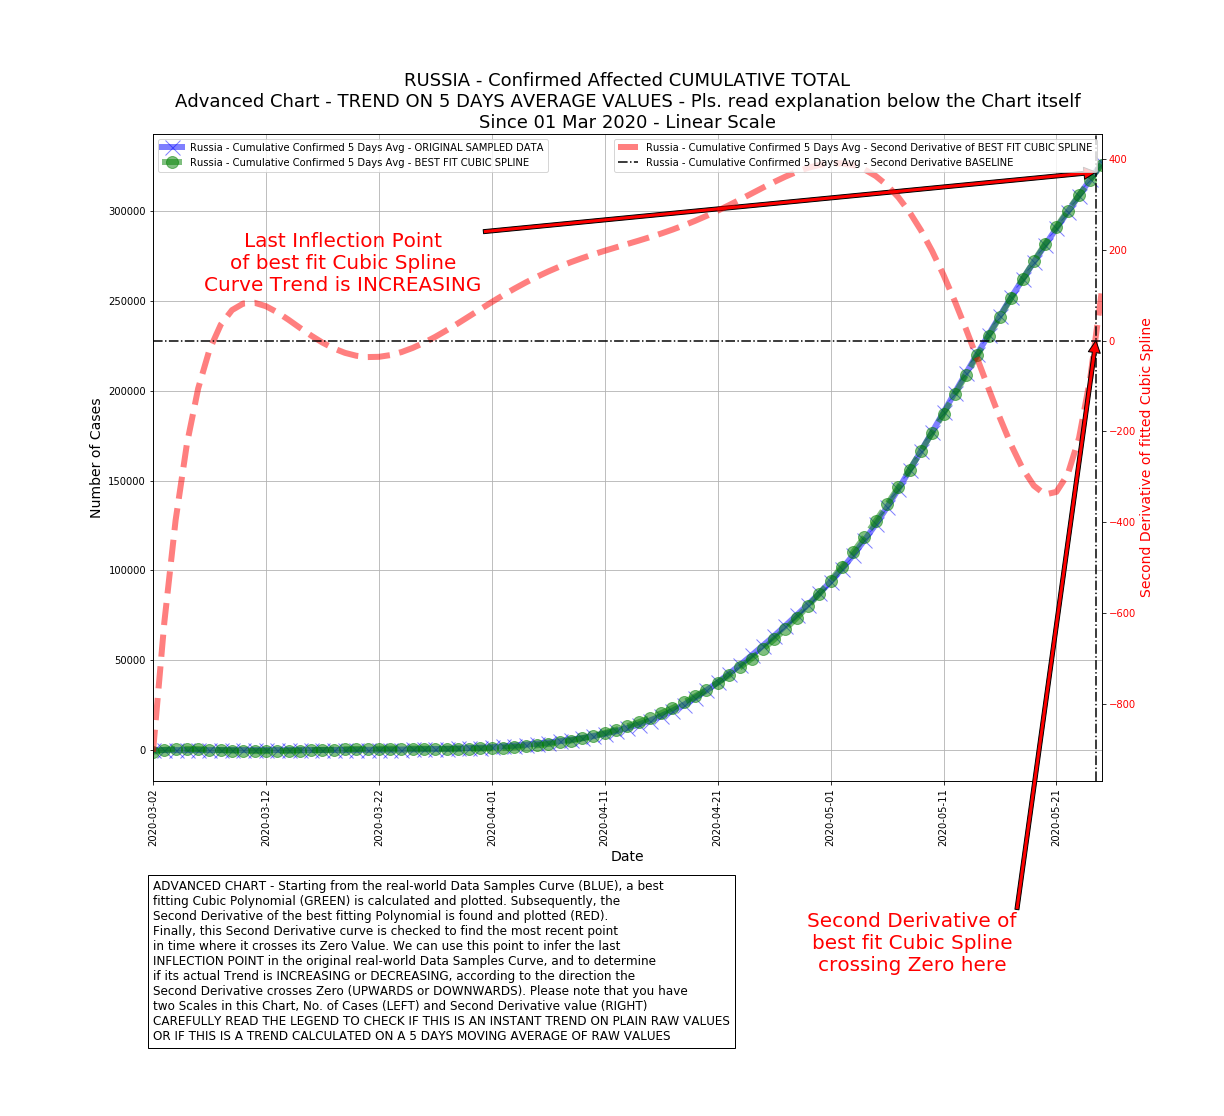 RUSSIA - Confirmed Affected CUMULATIVE TOTAL
Advanced Chart - TREND ON 5 DAYS AVERAGE VALUES - Pls. read explanation below the Chart itself
Since 01 Mar 2020 - Linear Scale
Russia - Cumulative Confirmed 5 Days Avg - ORIGINAL SAMPLED DATA
Russia - Cumulative Confirmed 5 Days Avg - BEST FIT CUBIC SPLINE
Russia - Cumulative Confirmed 5 Days Avg - Second Derivative of BEST FIT CUBIC SPLINE
Russia - Cumulative Confirmed 5 Days Avg - Second Derivative BASELINE
Last Inflection Point
of best fit Cubic Spline
Curve Trend is INCREASING
Number of Cases
300000
250000
200000
150000
100000
50000
0
400
200
0
−200
−400
−600
−800
Second Derivative of fitted Cubic Spline
2020-03-02
2020-03-12
2020-03-22
2020-04-01
2020-04-11
2020-04-21
2020-05-01
2020-05-11
2020-05-21
Date
ADVANCED CHART - Starting from the real-world Data Samples Curve (BLUE), a best
fitting Cubic Polynomial (GREEN) is calculated and plotted. Subsequently, the
Second Derivative of the best fitting Polynomial is found and plotted (RED).
Finally, this Second Derivative curve is checked to find the most recent point
in time where it crosses its Zero Value. We can use this point to infer the last
INFLECTION POINT in the original real-world Data Samples Curve, and to determine
if its actual Trend is INCREASING or DECREASING, according to the direction the
Second Derivative crosses Zero (UPWARDS or DOWNWARDS). Please note that you have
two Scales in this Chart, No. of Cases (LEFT) and Second Derivative value (RIGHT)
CAREFULLY READ THE LEGEND TO CHECK IF THIS IS AN INSTANT TREND ON PLAIN RAW VALUES
OR IF THIS IS A TREND CALCULATED ON A 5 DAYS MOVING AVERAGE OF RAW VALUES
Second Derivative of
best fit Cubic Spline
crossing Zero here